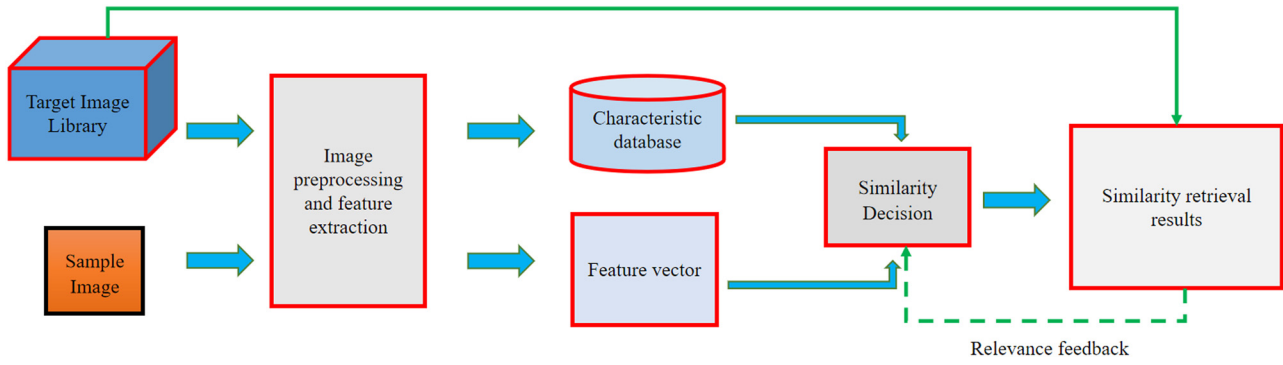 Target Image
Library
Sample
Image
Image
preprocessing
and feature
extraction
Characteristic
database
Feature vector
Similarity
Decision
Similarity retrieval
results
Relevance feedback